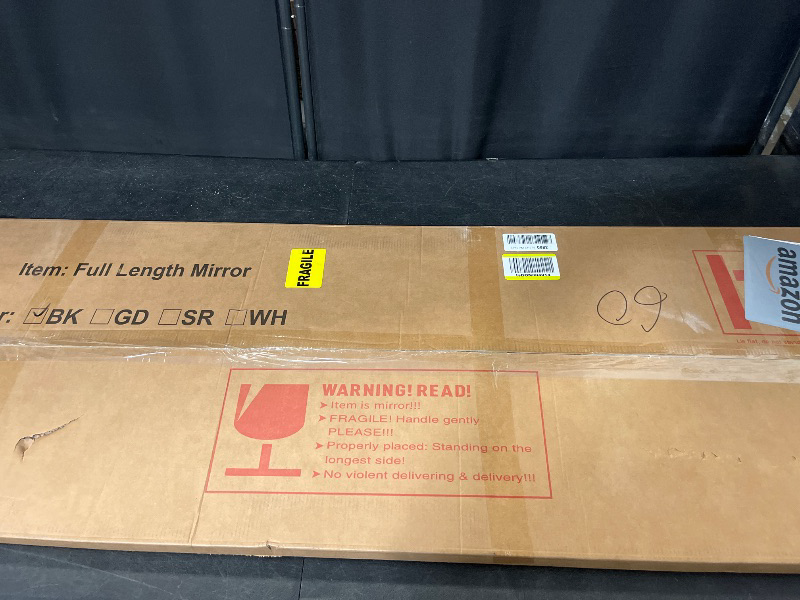 Item: Full Length Mirror
r: ☑BK ☐GD ☐SR ☐WH
FRAGILE
09
amazon
WARNING! READ!
➤Item is mirror!!!
➤FRAGILE! Handle gently
PLEASE!!!
➤Properly placed: Standing on the
longest side!
➤No violent delivering & delivery!!!